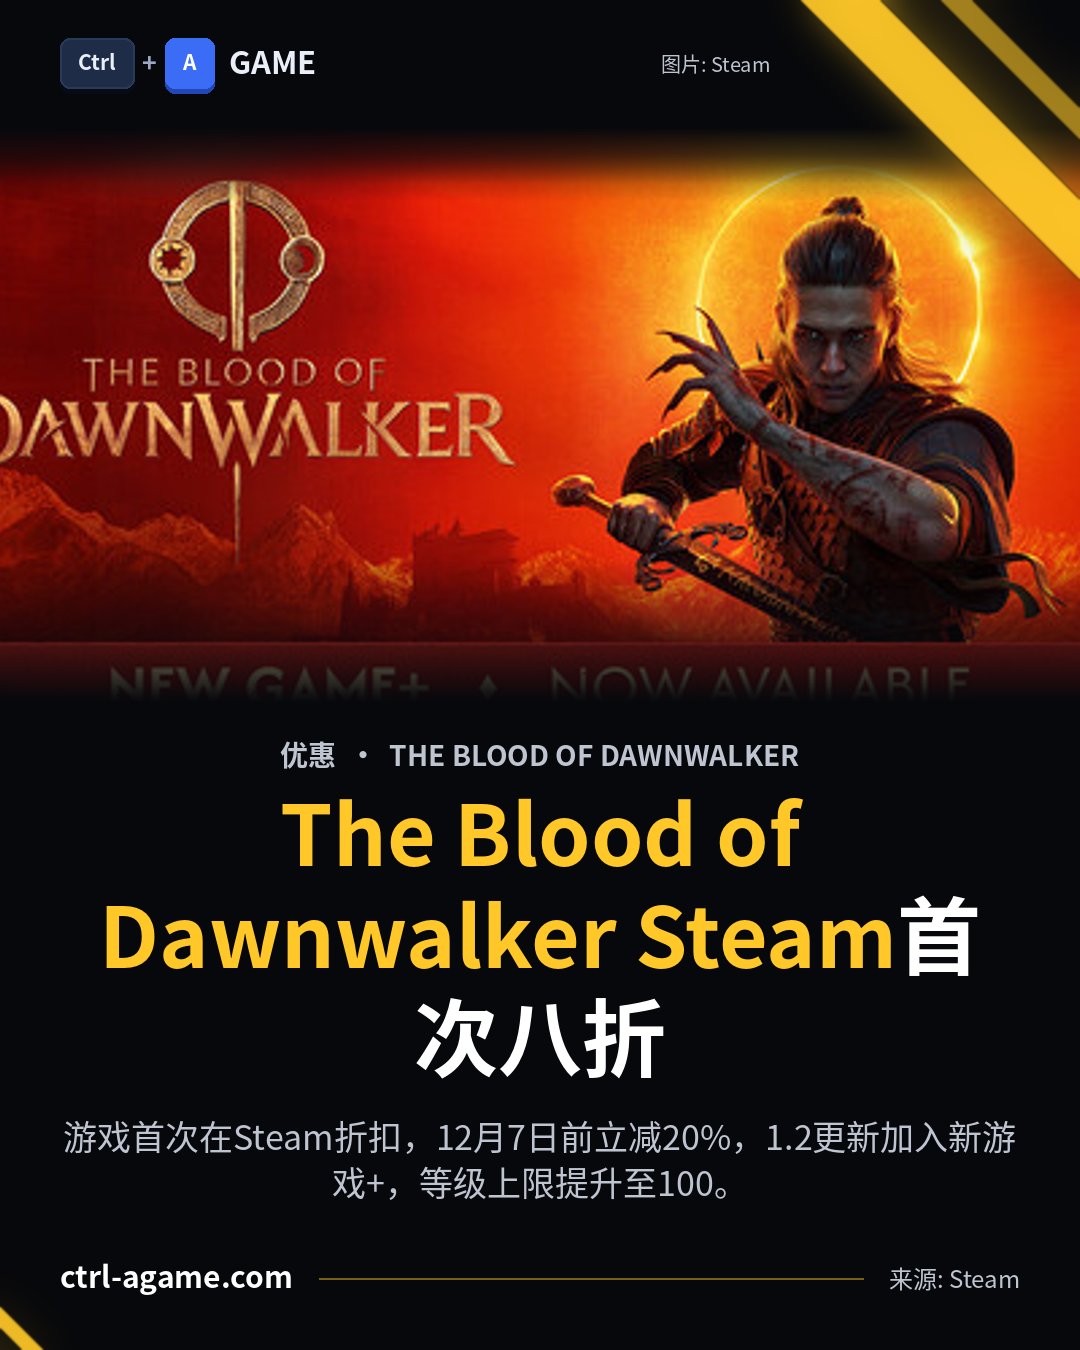 Ctrl + A GAME
图片: Steam
THE BLOOD OF
DAWNWALKER
NEW GAME+ ♦ NOW AVAILABLE
优惠 • THE BLOOD OF DAWNWALKER
The Blood of
Dawnwalker Steam首
次八折
游戏首次在Steam折扣，12月7日前立减20%，1.2更新加入新游
戏+，等级上限提升至100。
ctrl-agame.com
来源: Steam